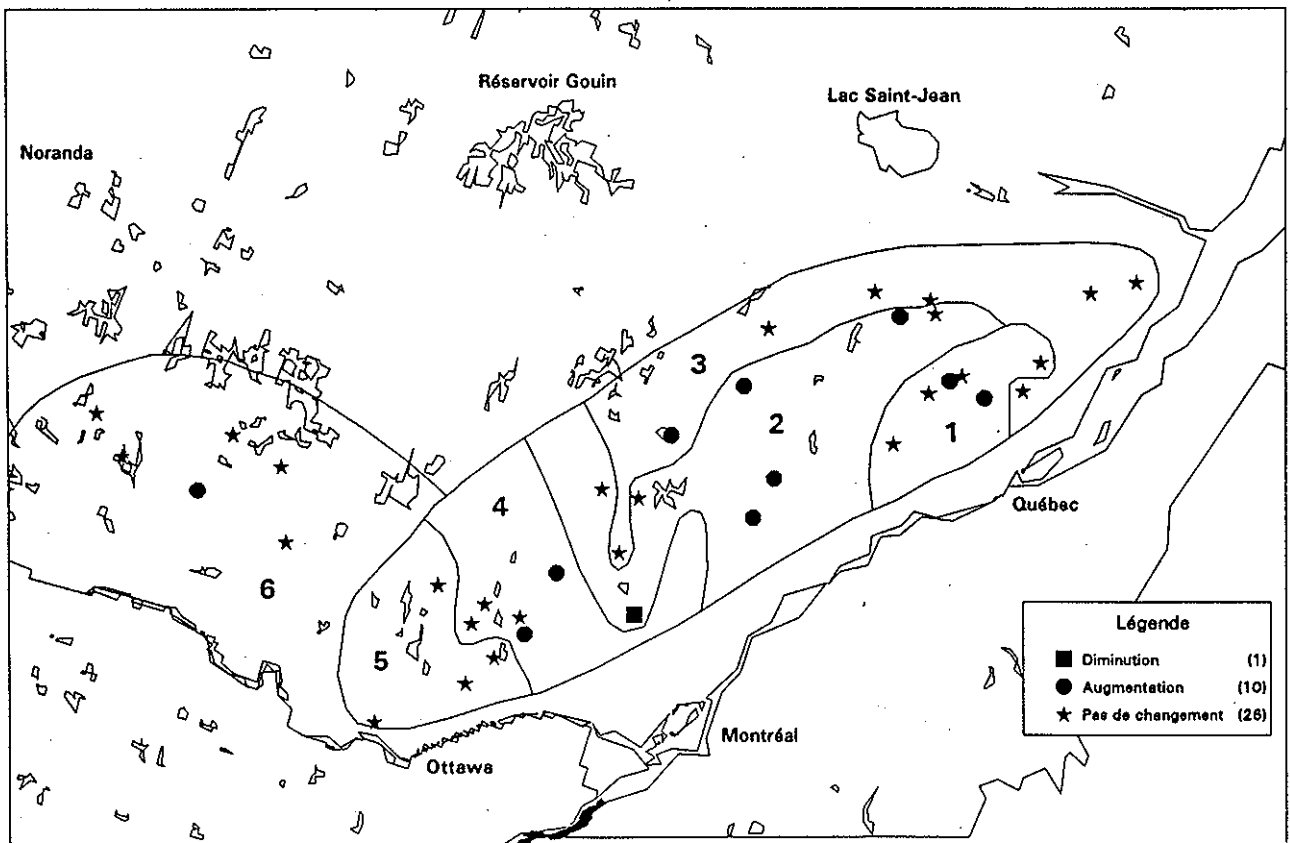 Réservoir Gouin
Lac Saint-Jean
Noranda
3
2
1
4
Québec
6
5
Légende
Diminution (1)
Augmentation (10)
Pas de changement (26)
Montréal
Ottawa